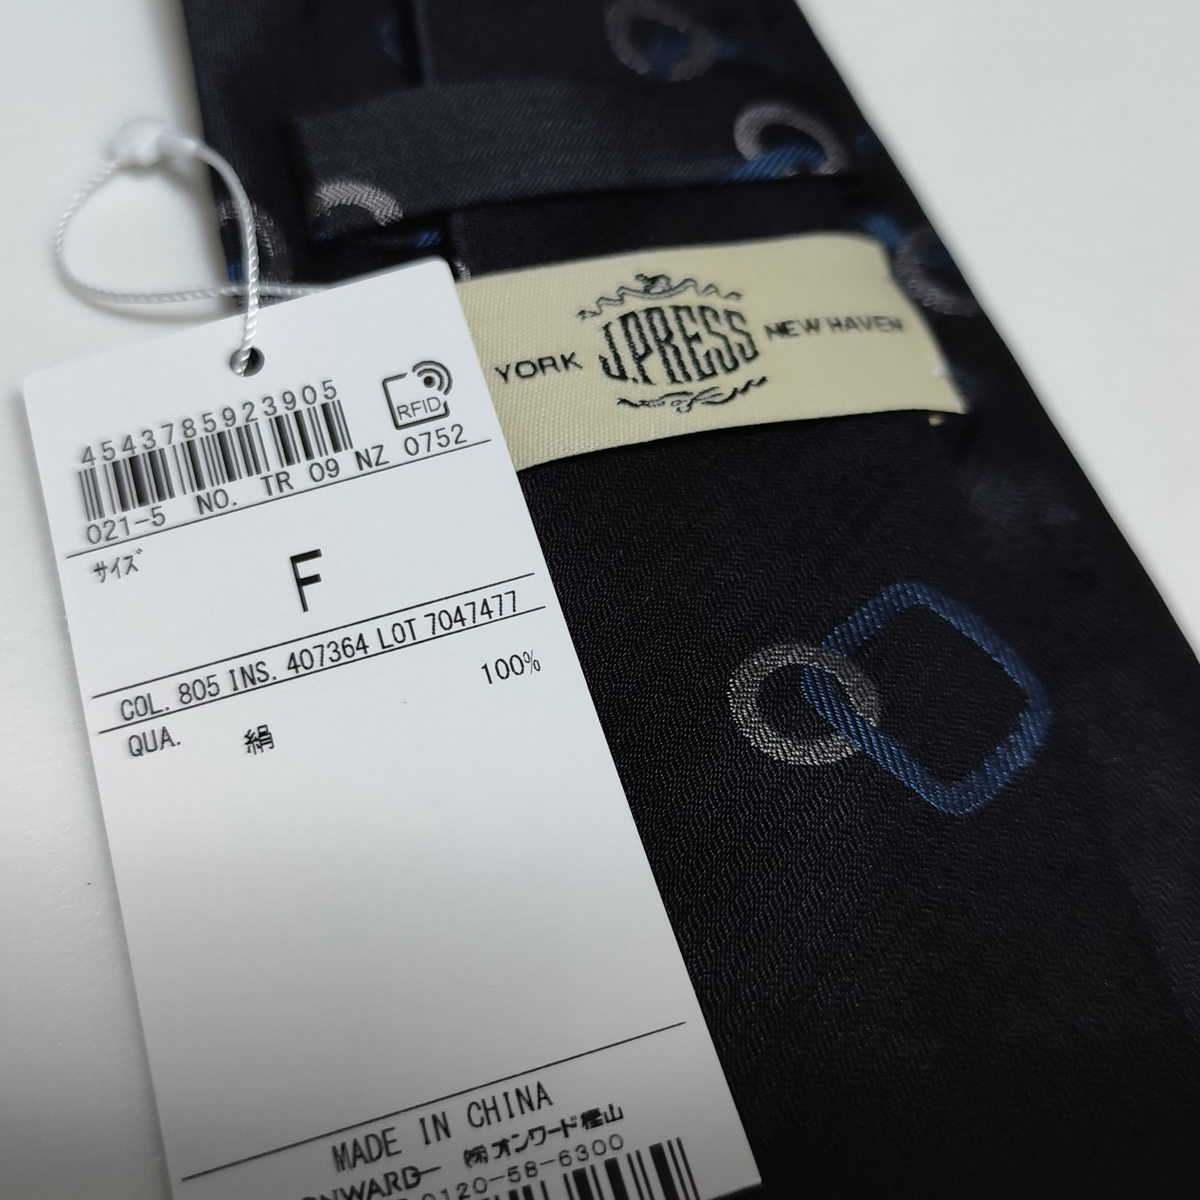 YORK J.PRESS NEW HAVEN
4543785923905
RFID
021-5 NO. TR 09 NZ 0752
サイズ
F
COL. 805 INS. 407364 LOT 7047477
QUA. 絹 100%
MADE IN CHINA
ONWARD ㈱オンワード樫山
0120-58-6300